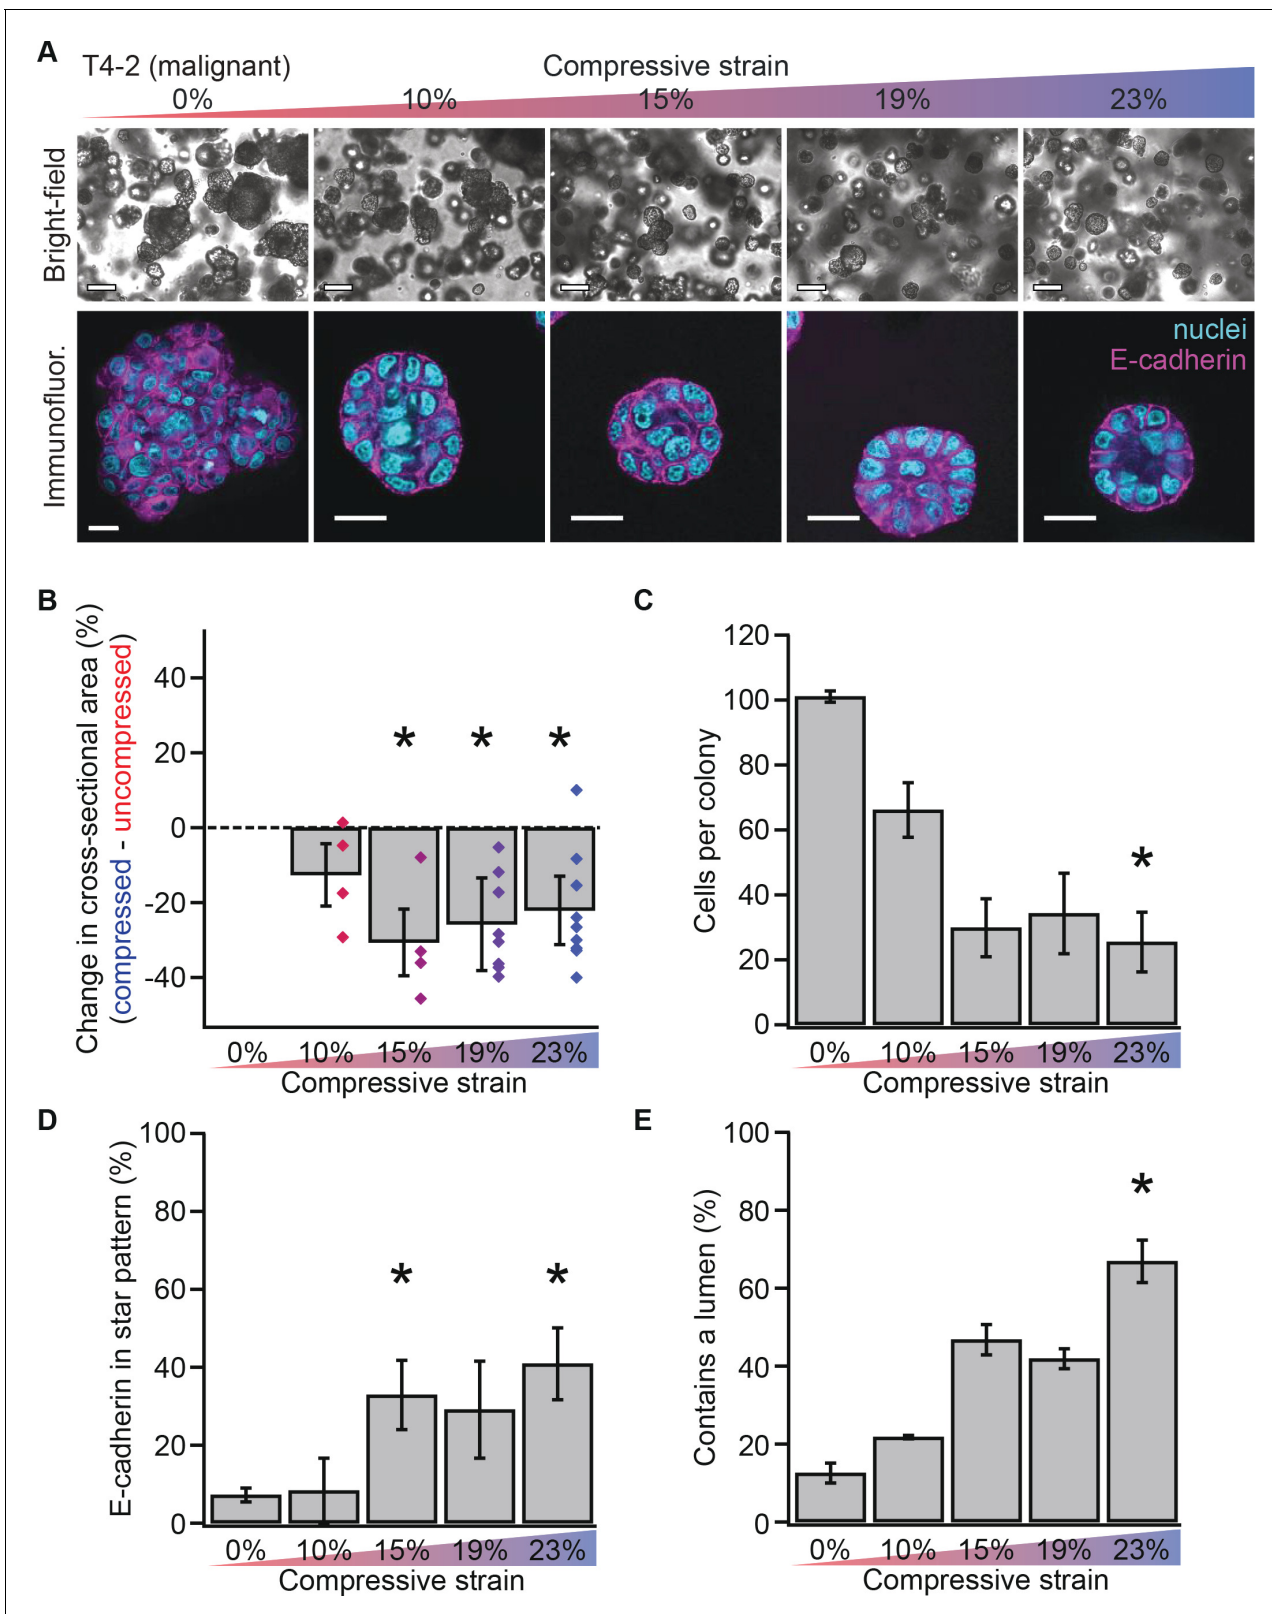 A
T4-2 (malignant)
Compressive strain
0%
10%
15%
19%
23%
Bright-field
Immunofluor.
nuclei
E-cadherin
B
Change in cross-sectional area (%)
(compressed - uncompressed)
40
20
0
-20
-40
* * *
0% 10% 15% 19% 23%
Compressive strain
C
Cells per colony
120
100
80
60
40
20
0
*
0% 10% 15% 19% 23%
Compressive strain
D
E-cadherin in star pattern (%)
100
80
60
40
20
0
* *
0% 10% 15% 19% 23%
Compressive strain
E
Contains a lumen (%)
100
80
60
40
20
0
*
0% 10% 15% 19% 23%
Compressive strain